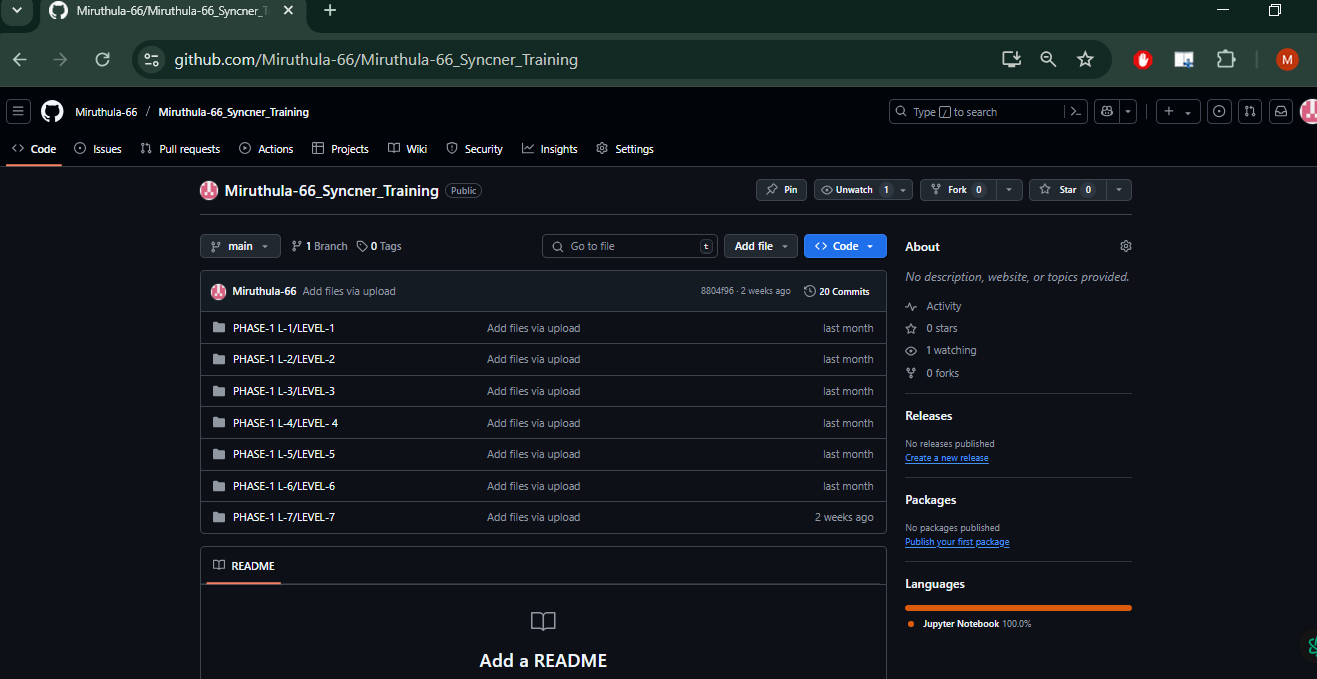 Miruthula-66/Miruthula-66_Syncner_T
github.com/Miruthula-66/Miruthula-66_Syncner_Training
M
Miruthula-66 / Miruthula-66_Syncner_Training
Type / to search
Code Issues Pull requests Actions Projects Wiki Security Insights Settings
Miruthula-66_Syncner_Training Public
Pin Unwatch 1 Fork 0 Star 0
main 1 Branch 0 Tags Go to file t Add file Code
Miruthula-66 Add files via upload 8804f96 · 2 weeks ago 20 Commits
PHASE-1 L-1/LEVEL-1 Add files via upload last month
PHASE-1 L-2/LEVEL-2 Add files via upload last month
PHASE-1 L-3/LEVEL-3 Add files via upload last month
PHASE-1 L-4/LEVEL- 4 Add files via upload last month
PHASE-1 L-5/LEVEL-5 Add files via upload last month
PHASE-1 L-6/LEVEL-6 Add files via upload last month
PHASE-1 L-7/LEVEL-7 Add files via upload 2 weeks ago
README
Add a README
About
No description, website, or topics provided.
Activity
0 stars
1 watching
0 forks
Releases
No releases published
Create a new release
Packages
No packages published
Publish your first package
Languages
Jupyter Notebook 100.0%